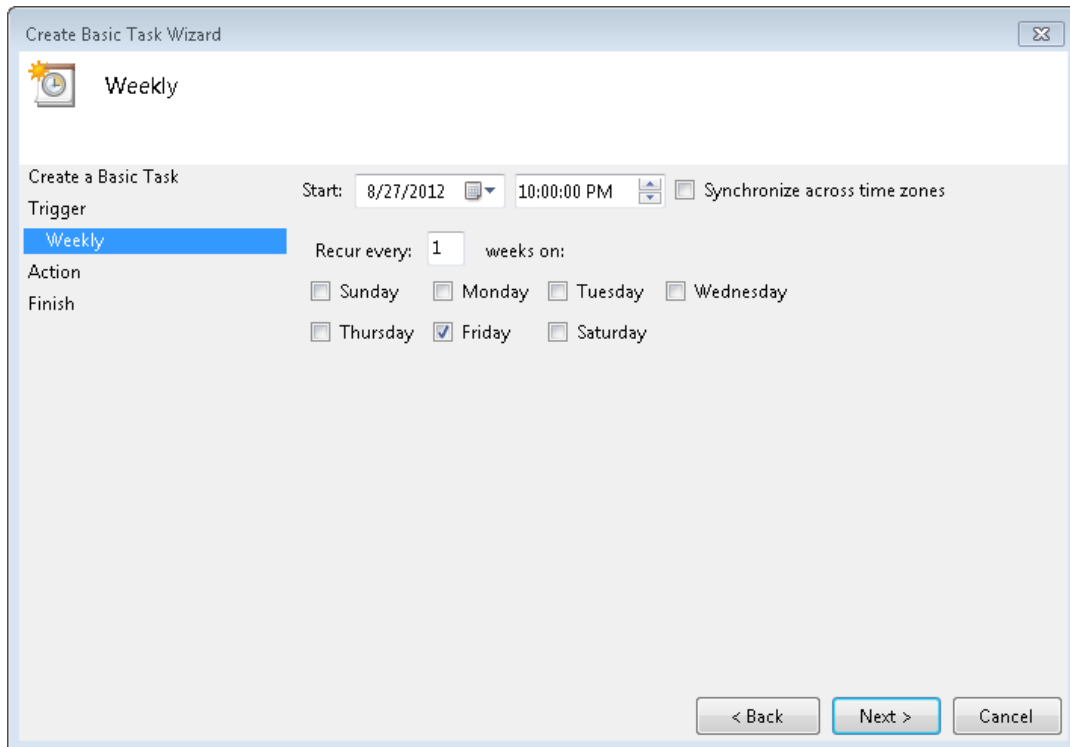 Create Basic Task Wizard
Weekly
Create a Basic Task
Trigger
Weekly
Action
Finish
Start: 8/27/2012 10:00:00 PM Synchronize across time zones
Recur every: 1 weeks on:
Sunday Monday Tuesday Wednesday
Thursday Friday Saturday
< Back Next > Cancel